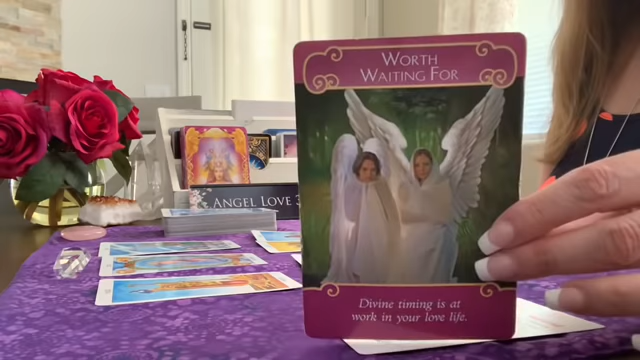 WORTH
WAITING FOR
ANGEL LOVE
Divine timing is at
work in your love life.